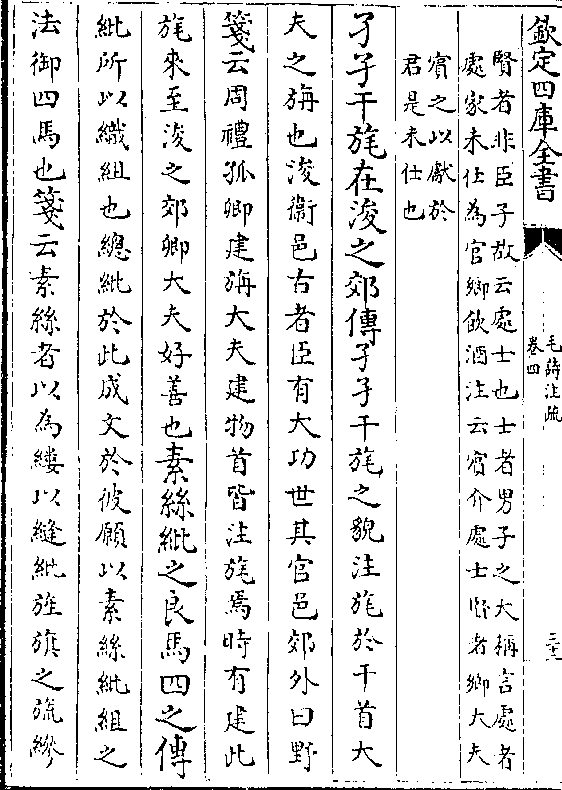 欽定四庫全書
毛詩注疏
卷四
三
賢者非臣子故云處士也士者男子之大稱言處者
處家未仕為官鄉飲酒注云賓介處士賢者鄉大夫
賓之以獻於
君是未仕也
孑孑干旄在浚之郊傳孑孑干旄之貌注旄於干首大
夫之旃也浚衞邑古者臣有大功世其官邑郊外曰野
箋云周禮孤卿建旃大夫建物首皆注旄焉時有建此
旄來至浚之郊卿大夫好善也素絲紕之良馬四之傳
紕所以織組也總紕於此成文於彼願以素絲紕組之
法御四馬也箋云素絲者以為縷以縫紕旌旗之旒縿